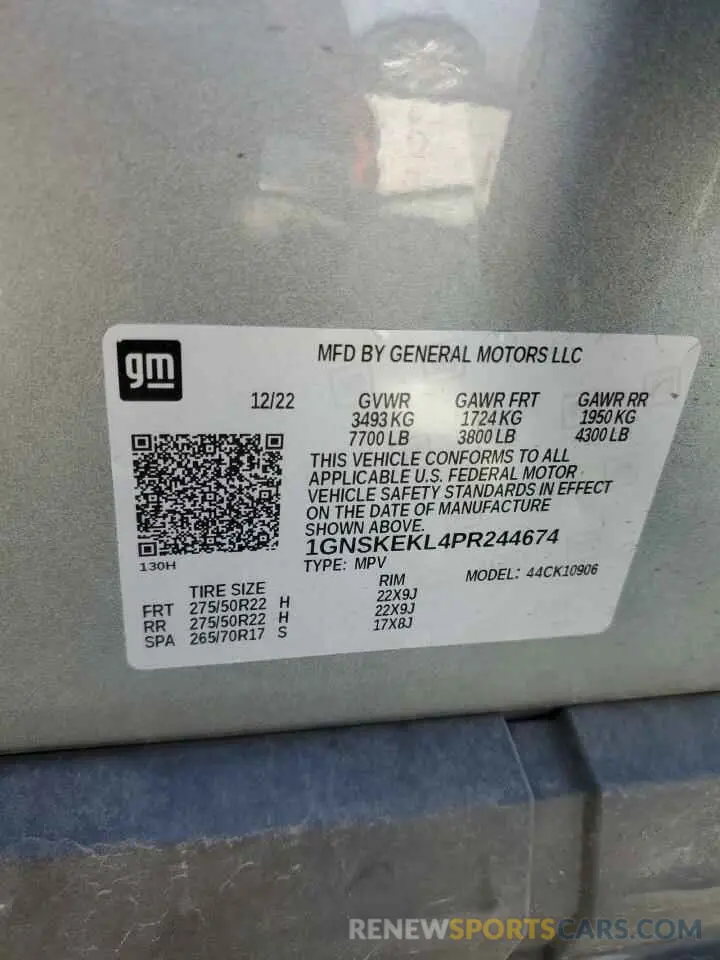 gm
MFD BY GENERAL MOTORS LLC
12/22 GVWR GAWR FRT GAWR RR
3493 KG 1724 KG 1950 KG
7700 LB 3800 LB 4300 LB
THIS VEHICLE CONFORMS TO ALL
APPLICABLE U.S. FEDERAL MOTOR
VEHICLE SAFETY STANDARDS IN EFFECT
ON THE DATE OF MANUFACTURE
SHOWN ABOVE.
1GNSKEKL4PR244674
130H
TYPE: MPV MODEL: 44CK10906
TIRE SIZE RIM
FRT 275/50R22 H 22X9J
RR 275/50R22 H 22X9J
SPA 265/70R17 S 17X8J
RENEWSPORTSCARS.COM